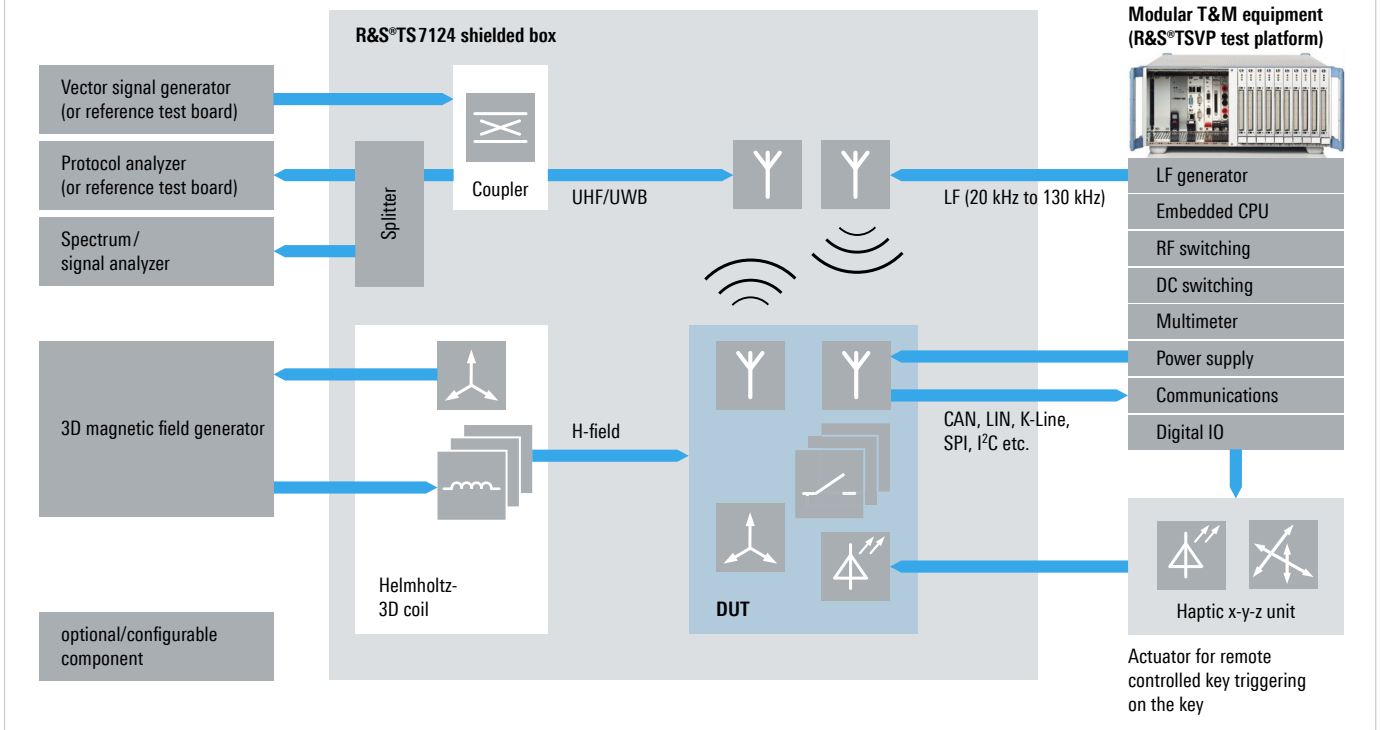 R&S®TS7124 shielded box
Modular T&M equipment
(R&S®TSVP test platform)
Vector signal generator
(or reference test board)
Protocol analyzer
(or reference test board)
Spectrum/
signal analyzer
Splitter
Coupler
UHF/UWB
LF (20 kHz to 130 kHz)
LF generator
Embedded CPU
RF switching
DC switching
Multimeter
Power supply
Communications
Digital IO
3D magnetic field generator
H-field
CAN, LIN, K-Line,
SPI, I²C etc.
Helmholtz-
3D coil
DUT
Haptic x-y-z unit
optional/configurable
component
Actuator for remote
controlled key triggering
on the key